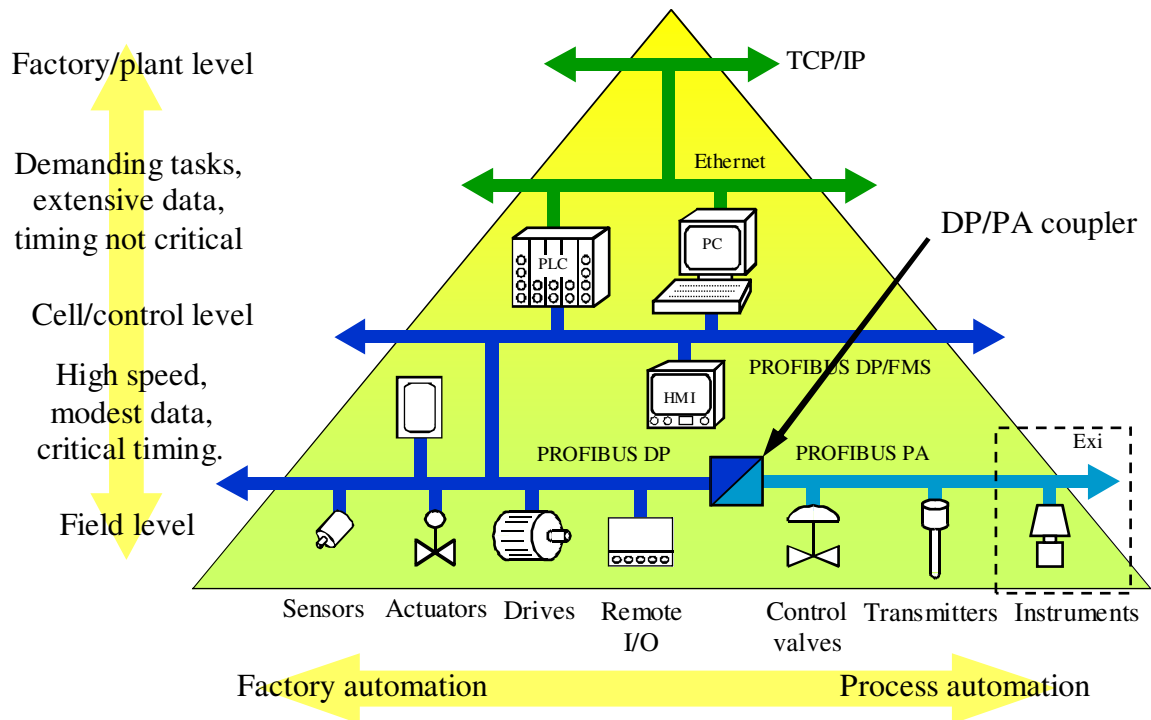 Factory/plant level
TCP/IP
Demanding tasks,
extensive data,
timing not critical
Ethernet
DP/PA coupler
PLC
PC
Cell/control level
PROFIBUS DP/FMS
High speed,
modest data,
critical timing.
HMI
PROFIBUS DP
PROFIBUS PA
Exi
Field level
Sensors
Actuators
Drives
Remote
I/O
Control
valves
Transmitters
Instruments
Factory automation
Process automation